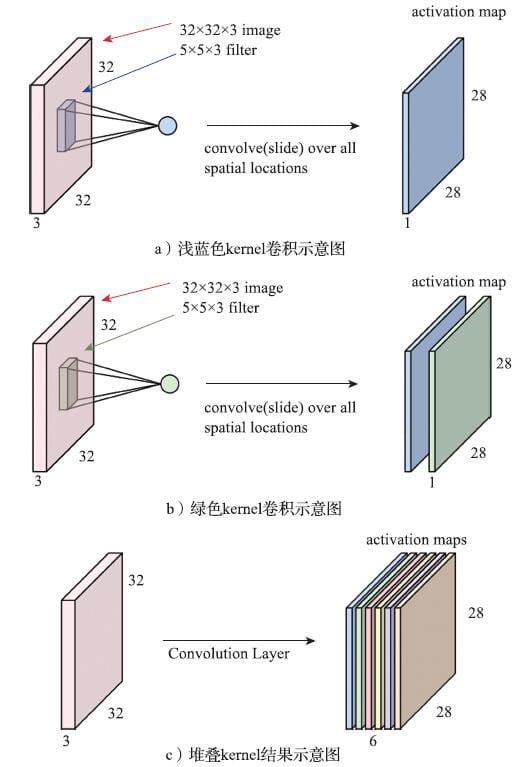 activation map
32×32×3 image
5×5×3 filter
32
28
convolve(slide) over all
spatial locations
32
28
3
1
a）浅蓝色kernel卷积示意图
activation map
32×32×3 image
5×5×3 filter
32
28
convolve(slide) over all
spatial locations
32
28
3
1
b）绿色kernel卷积示意图
activation maps
32
28
Convolution Layer
32
28
3
6
c）堆叠kernel结果示意图